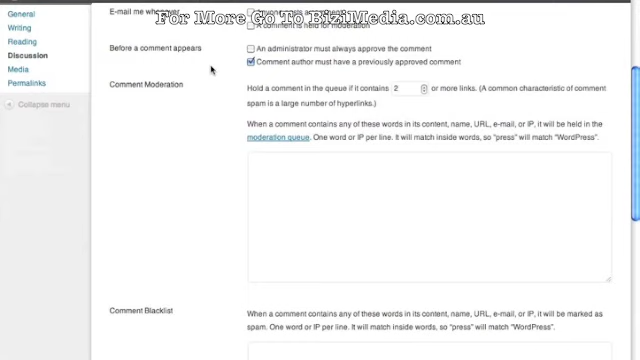 For More Go To BiziMedia.com.au
General
Writing
Reading
Discussion
Media
Permalinks
Collapse menu
E-mail me whenever
A comment is held for moderation
Before a comment appears
An administrator must always approve the comment
Comment author must have a previously approved comment
Comment Moderation
Hold a comment in the queue if it contains 2 or more links. (A common characteristic of comment
spam is a large number of hyperlinks.)
When a comment contains any of these words in its content, name, URL, e-mail, or IP, it will be held in the
moderation queue. One word or IP per line. It will match inside words, so "press" will match "WordPress".
Comment Blacklist
When a comment contains any of these words in its content, name, URL, e-mail, or IP, it will be marked as
spam. One word or IP per line. It will match inside words, so "press" will match "WordPress".